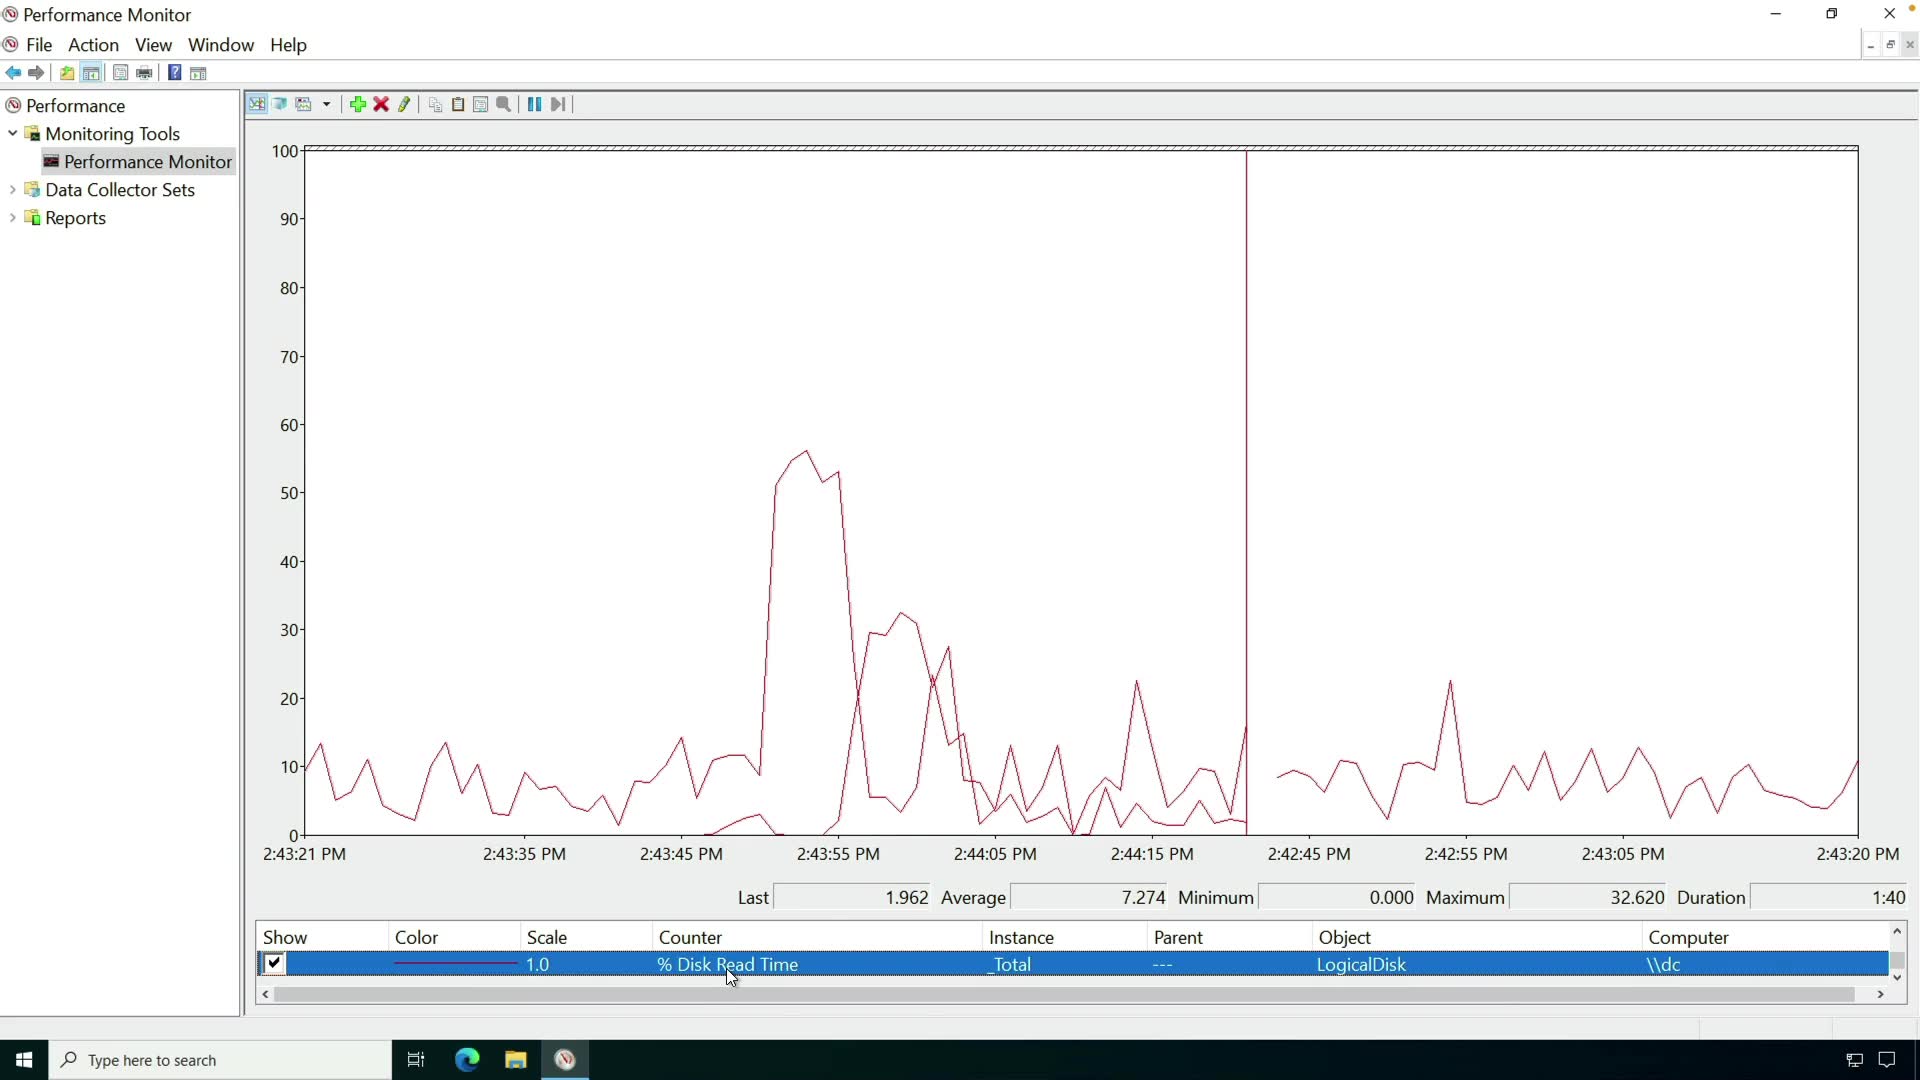 Performance Monitor
File Action View Window Help
Performance
Monitoring Tools
Performance Monitor
Data Collector Sets
Reports
100
90
80
70
60
50
40
30
20
10
0
2:43:21 PM 2:43:35 PM 2:43:45 PM 2:43:55 PM 2:44:05 PM 2:44:15 PM 2:42:45 PM 2:42:55 PM 2:43:05 PM 2:43:20 PM
Last 1.962 Average 7.274 Minimum 0.000 Maximum 32.620 Duration 1:40
Show Color Scale Counter Instance Parent Object Computer
1.0 % Disk Read Time _Total --- LogicalDisk \\dc
Type here to search